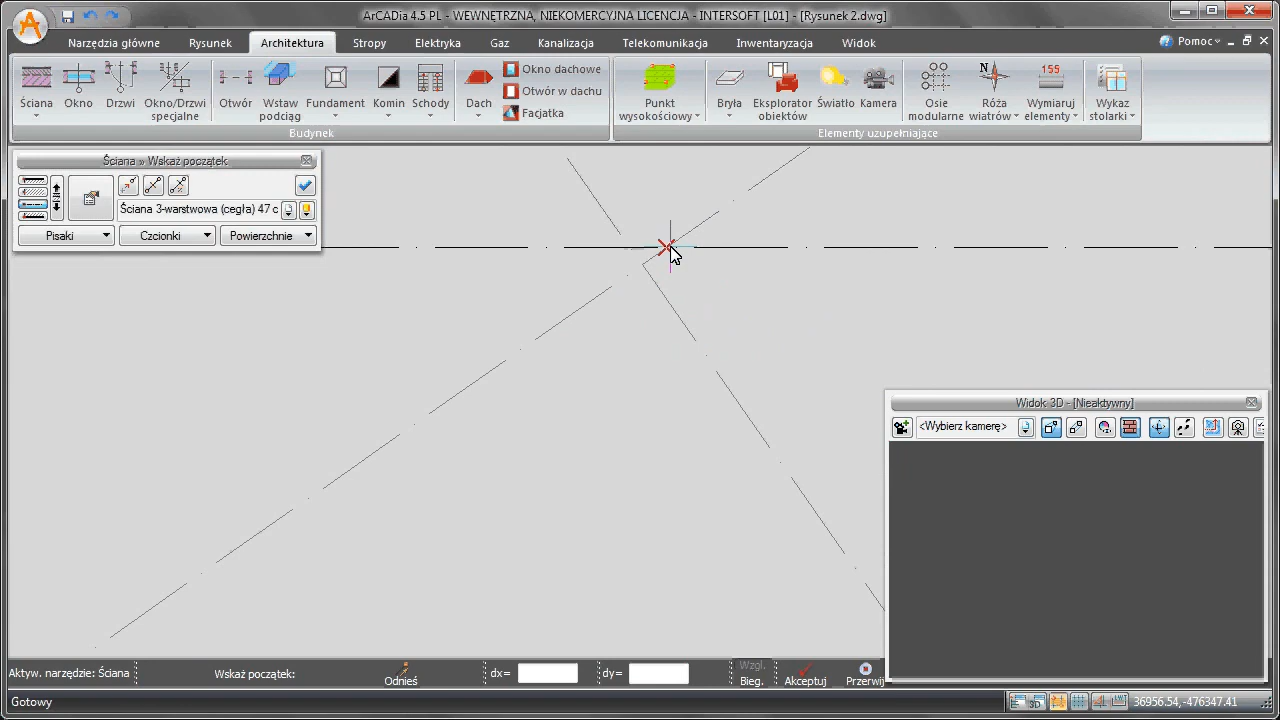 ArCADia 4.5 PL - WEWNĘTRZNA, NIEKOMERCYJNA LICENCJA - INTERSOFT [L01] - [Rysunek 2.dwg]
Narzędzia główne Rysunek Architektura Stropy Elektryka Gaz Kanalizacja Telekomunikacja Inwentaryzacja Widok Pomoc
Ściana Okno Drzwi Okno/Drzwi specjalne Otwór Wstaw podciąg Fundament Komin Schody Dach
Okno dachowe
Otwór w dachu
Facjatka
Punkt wysokościowy Bryła Eksplorator obiektów Światło Kamera Osie modularne N Róża wiatrów 155 Wymiaruj elementy Wykaz stolarki
Budynek Elementy uzupełniające
Ściana » Wskaż początek
Ściana 3-warstwowa (cegła) 47 c
Pisaki Czcionki Powierzchnie
Widok 3D - [Nieaktywny]
<Wybierz kamerę>
Aktyw. narzędzie: Ściana Wskaż początek: Odnieś dx= dy= Wzgl. Bieg. Akceptuj Przerwij
Gotowy 3D 36956.54, -476347.41